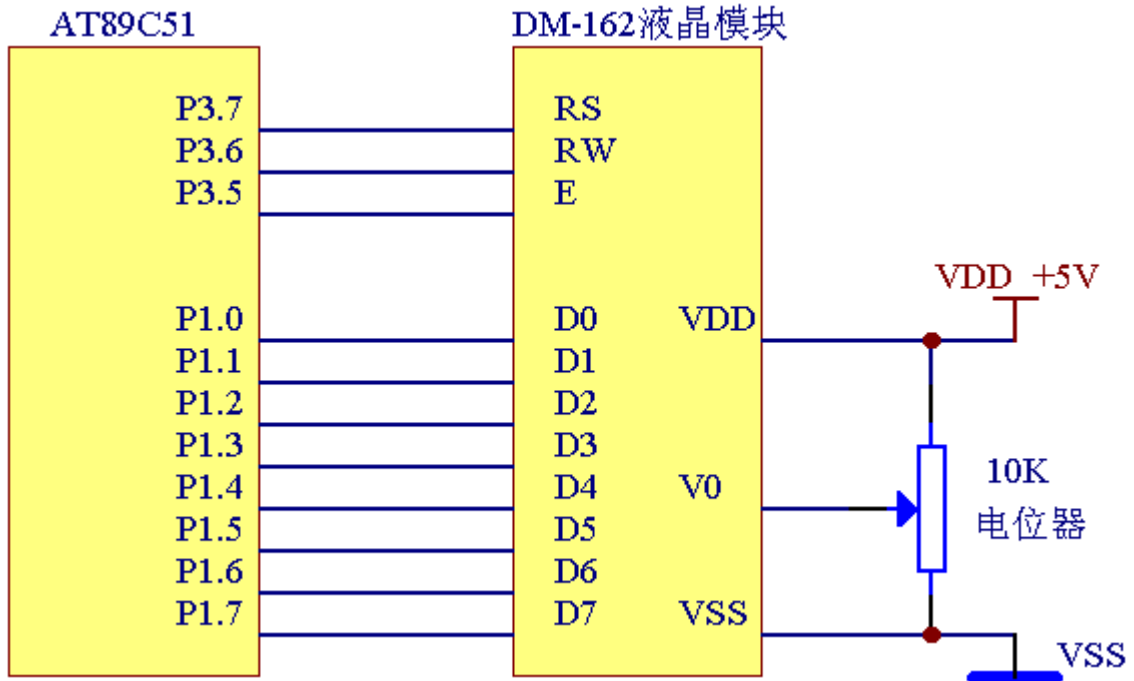 AT89C51 DM-162液晶模块
P3.7 RS
P3.6 RW
P3.5 E
VDD +5V
P1.0 D0 VDD
P1.1 D1
P1.2 D2
P1.3 D3
P1.4 D4 V0 10K
P1.5 D5 电位器
P1.6 D6
P1.7 D7 VSS
VSS